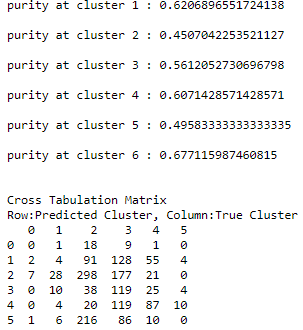 purity at cluster 1 : 0.6206896551724138
purity at cluster 2 : 0.4507042253521127
purity at cluster 3 : 0.5612052730696798
purity at cluster 4 : 0.6071428571428571
purity at cluster 5 : 0.49583333333333335
purity at cluster 6 : 0.677115987460815
Cross Tabulation Matrix
Row:Predicted Cluster, Column:True Cluster
0 1 2 3 4 5
0 0 1 18 9 1 0
1 2 4 91 128 55 4
2 7 28 298 177 21 0
3 0 10 38 119 25 4
4 0 4 20 119 87 10
5 1 6 216 86 10 0